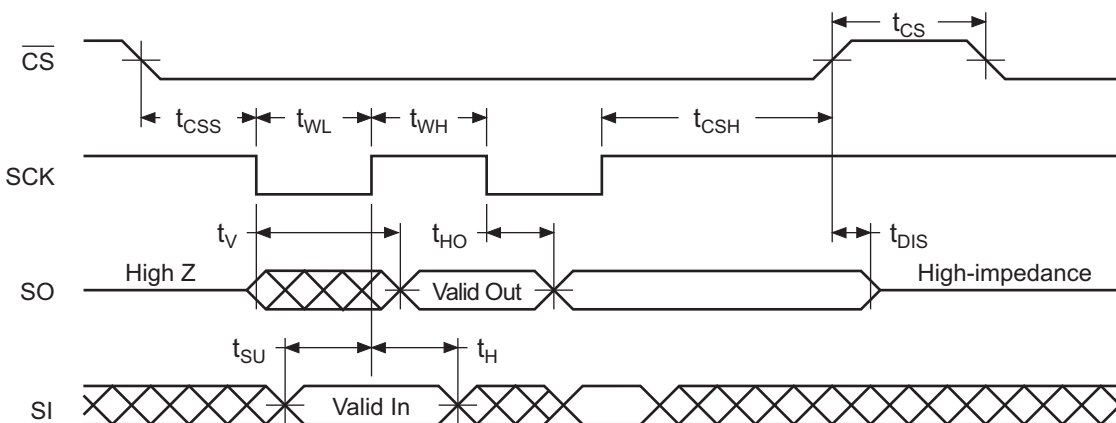 t_CS
C̅S̅
t_CSS t_WL t_WH t_CSH
SCK
t_V t_HO t_DIS
High Z High-impedance
SO Valid Out
t_SU t_H
SI Valid In